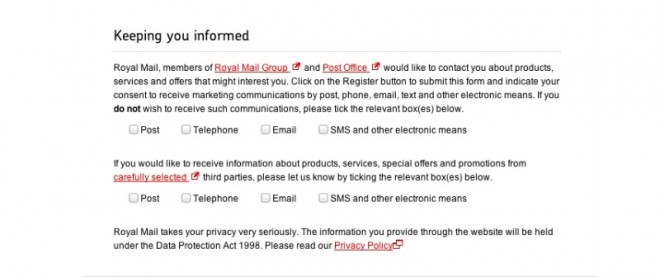 Keeping you informed
Royal Mail, members of Royal Mail Group and Post Office would like to contact you about products,
services and offers that might interest you. Click on the Register button to submit this form and indicate your
consent to receive marketing communications by post, phone, email, text and other electronic means. If you
do not wish to receive such communications, please tick the relevant box(es) below.
Post Telephone Email SMS and other electronic means
If you would like to receive information about products, services, special offers and promotions from
carefully selected third parties, please let us know by ticking the relevant box(es) below.
Post Telephone Email SMS and other electronic means
Royal Mail takes your privacy very seriously. The information you provide through the website will be held
under the Data Protection Act 1998. Please read our Privacy Policy